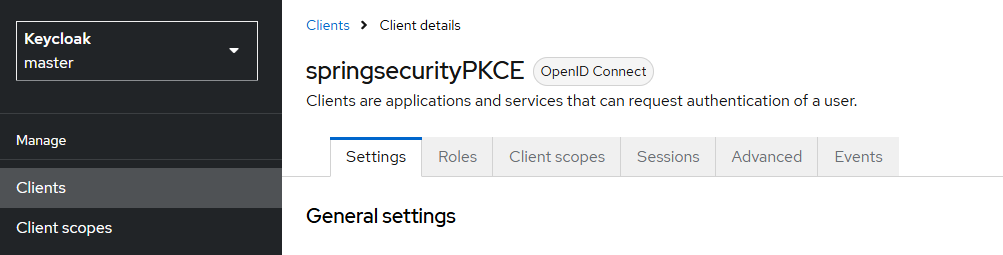 Keycloak
master
Manage
Clients
Client scopes
Clients > Client details
springsecurityPKCE OpenID Connect
Clients are applications and services that can request authentication of a user.
Settings Roles Client scopes Sessions Advanced Events
General settings